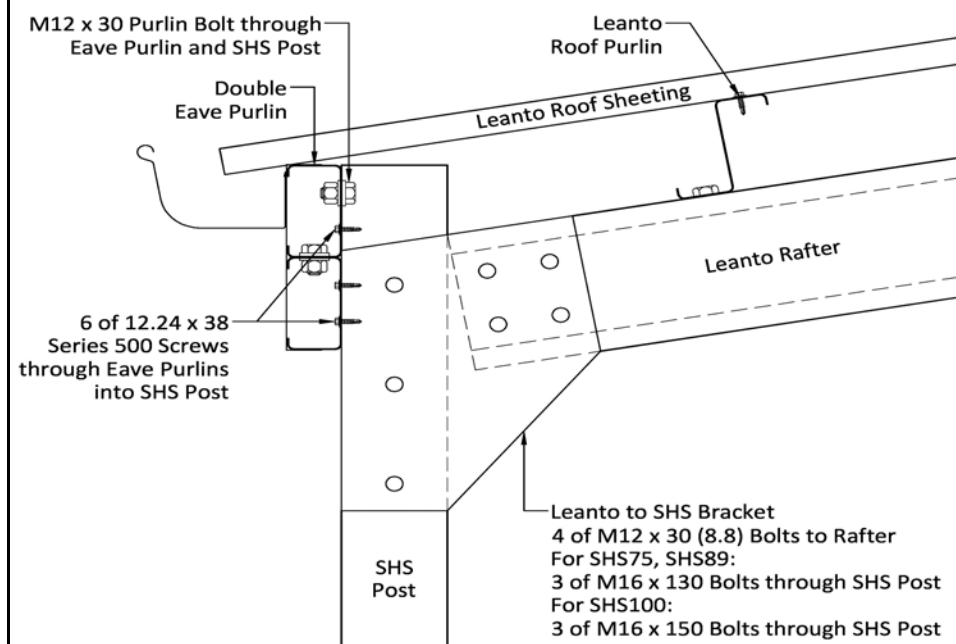 M12 x 30 Purlin Bolt through
Eave Purlin and SHS Post
Leanto
Roof Purlin
Double
Eave Purlin
Leanto Roof Sheeting
Leanto Rafter
6 of 12.24 x 38
Series 500 Screws
through Eave Purlins
into SHS Post
SHS
Post
Leanto to SHS Bracket
4 of M12 x 30 (8.8) Bolts to Rafter
For SHS75, SHS89:
3 of M16 x 130 Bolts through SHS Post
For SHS100:
3 of M16 x 150 Bolts through SHS Post